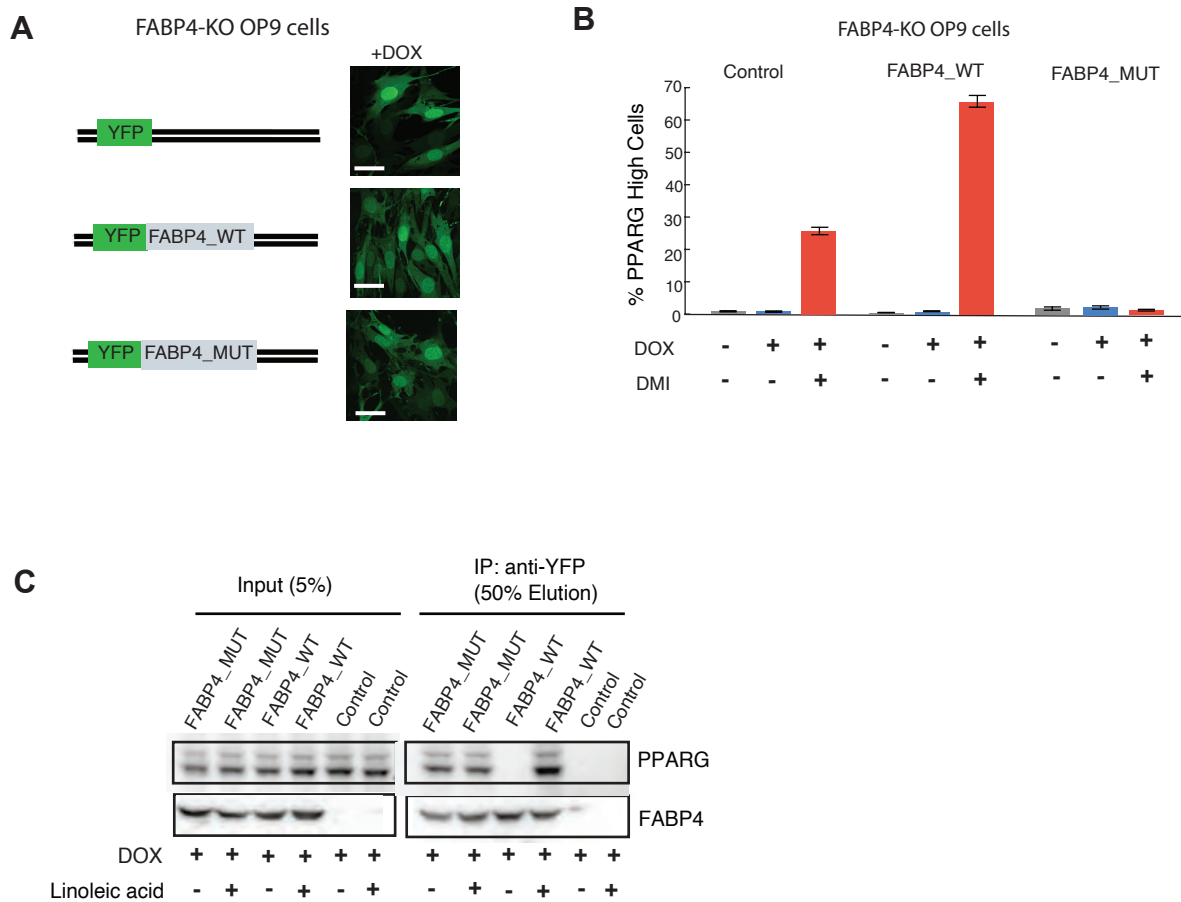 A
FABP4-KO OP9 cells
+DOX
YFP
YFP FABP4_WT
YFP FABP4_MUT
B
FABP4-KO OP9 cells
Control FABP4_WT FABP4_MUT
% PPARG High Cells
70
60
50
40
30
20
10
0
DOX - + + - + + - + +
DMI - - + - - + - - +
C
Input (5%)
IP: anti-YFP
(50% Elution)
FABP4_MUT FABP4_MUT FABP4_WT FABP4_WT Control Control
FABP4_MUT FABP4_MUT FABP4_WT FABP4_WT Control Control
PPARG
FABP4
DOX + + + + + + + + + + + +
Linoleic acid - + - + - + - + - + - +